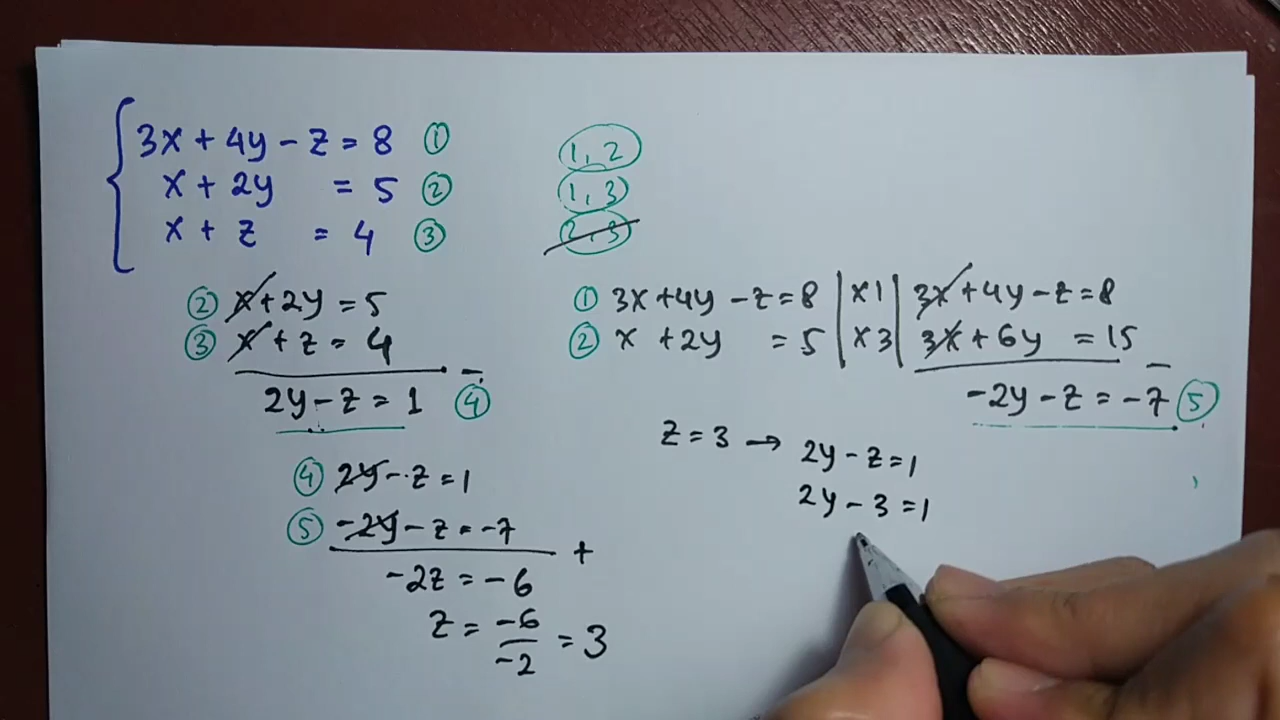 3x + 4y - z = 8 ①
x + 2y = 5 ②
x + z = 4 ③
1, 2
1, 3
2, 3
② x + 2y = 5
③ x + z = 4
—
2y - z = 1 ④
① 3x + 4y - z = 8 | x 1 | 3x + 4y - z = 8
② x + 2y = 5 | x 3 | 3x + 6y = 15
—
-2y - z = -7 ⑤
④ 2y - z = 1
⑤ -2y - z = -7
+
-2z = -6
z = -6/-2 = 3
z = 3 → 2y - z = 1
2y - 3 = 1